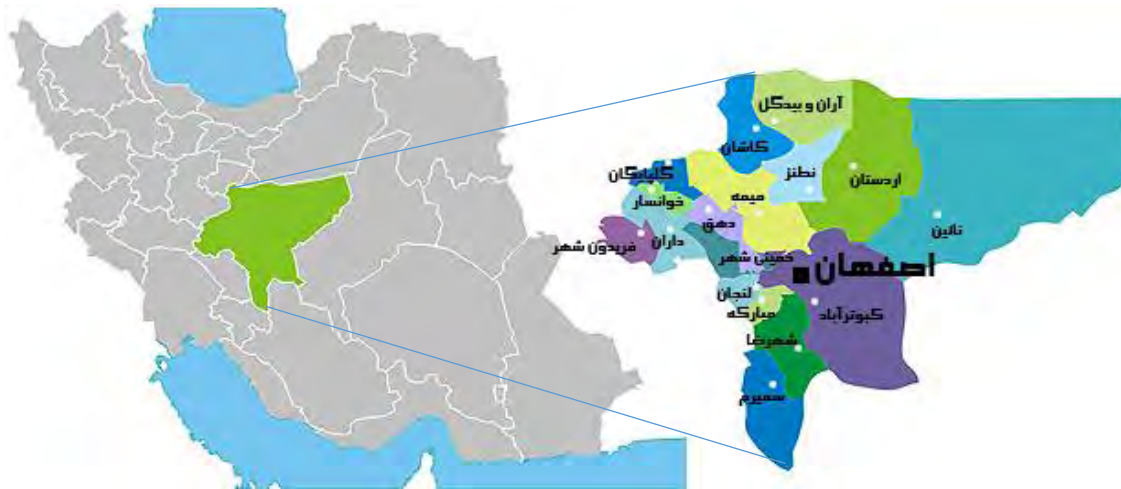 آران و بیدگل
کاشان
نطنز
اردستان
گلپایگان
میمه
خوانسار
دهق
نائین
داران
فریدون شهر
خمینی شهر
اصفهان
لنجان
مبارکه
کبوترآباد
شهرضا
سمیرم